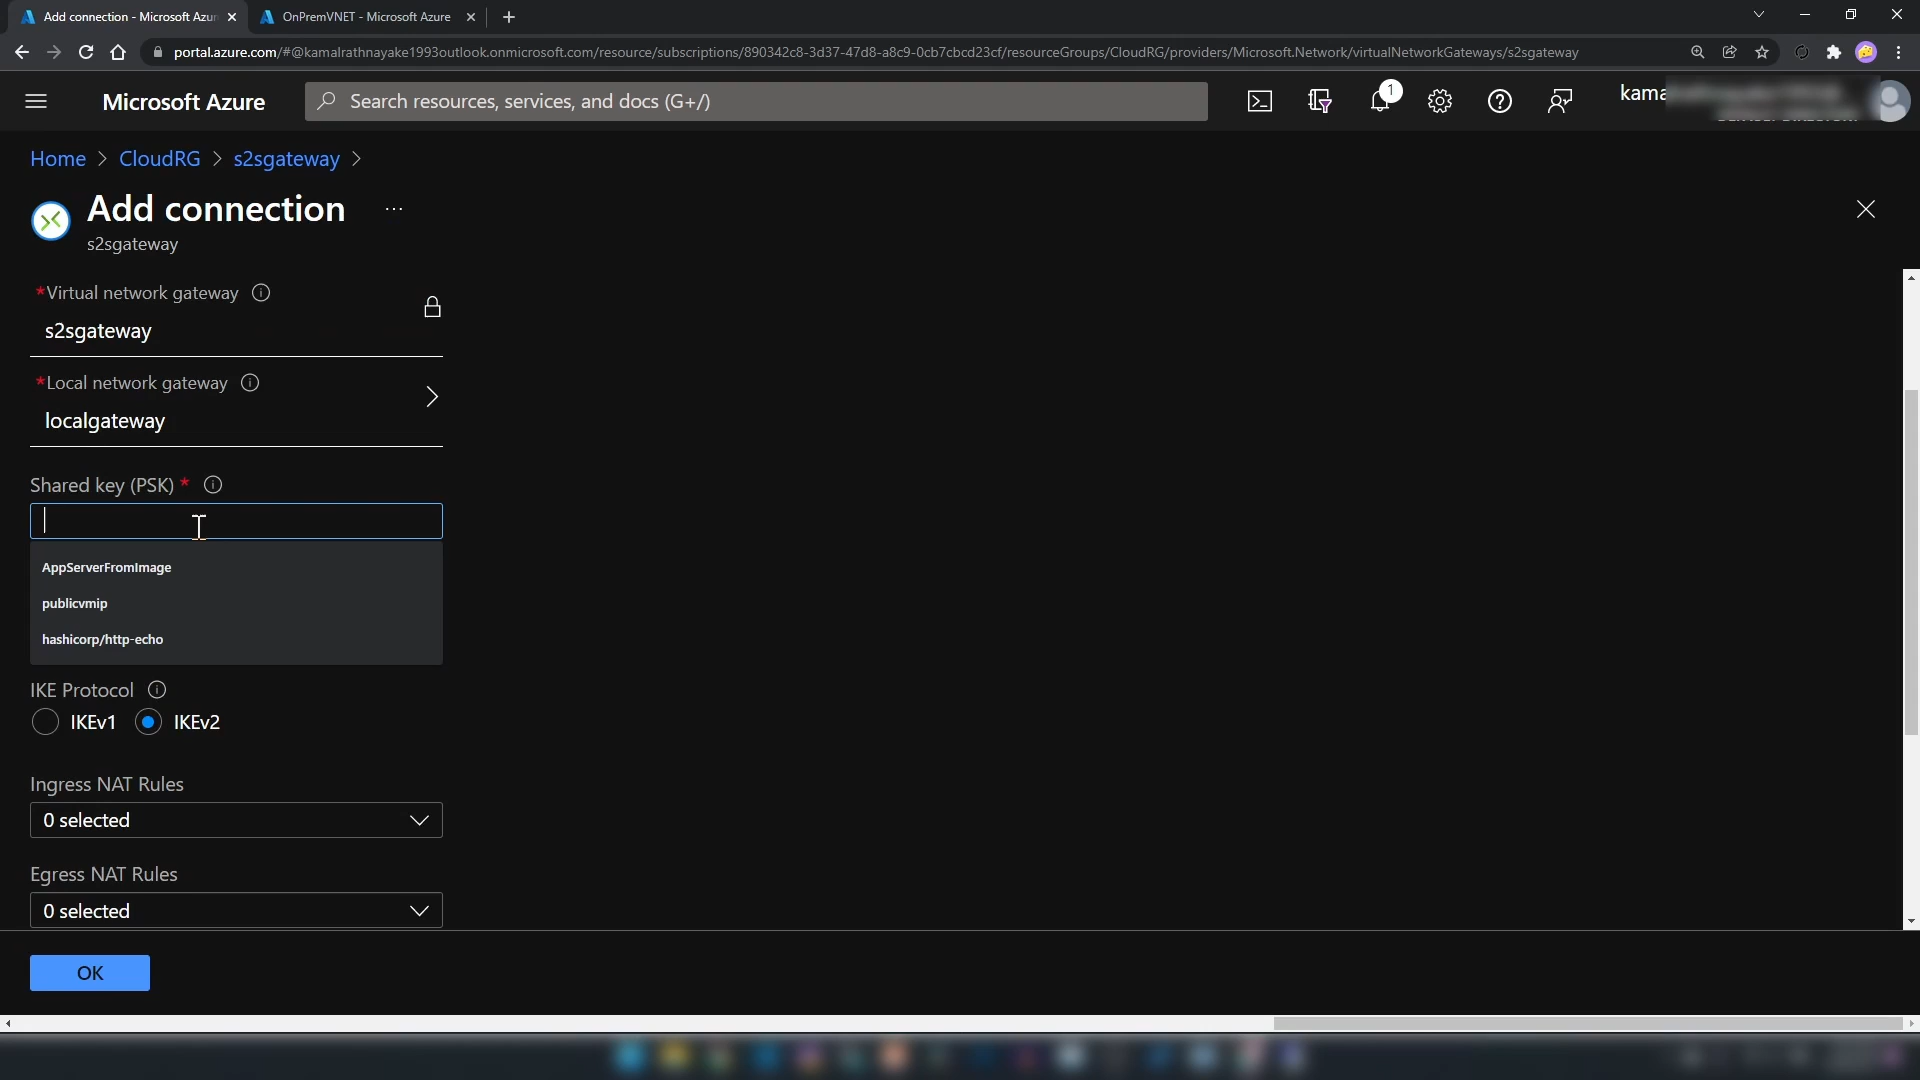 Add connection - Microsoft Azur
OnPremVNET - Microsoft Azure
portal.azure.com/#@kamalrathnayake1993outlook.onmicrosoft.com/resource/subscriptions/890342c8-3d37-47d8-a8c9-0cb7cbcd23cf/resourceGroups/CloudRG/providers/Microsoft.Network/virtualNetworkGateways/s2sgateway
Microsoft Azure
Search resources, services, and docs (G+/)
1
kama
Home > CloudRG > s2sgateway >
Add connection ...
s2sgateway
*Virtual network gateway
s2sgateway
*Local network gateway
localgateway
Shared key (PSK) *
AppServerFromImage
publicvmip
hashicorp/http-echo
IKE Protocol
IKEv1 IKEv2
Ingress NAT Rules
0 selected
Egress NAT Rules
0 selected
OK